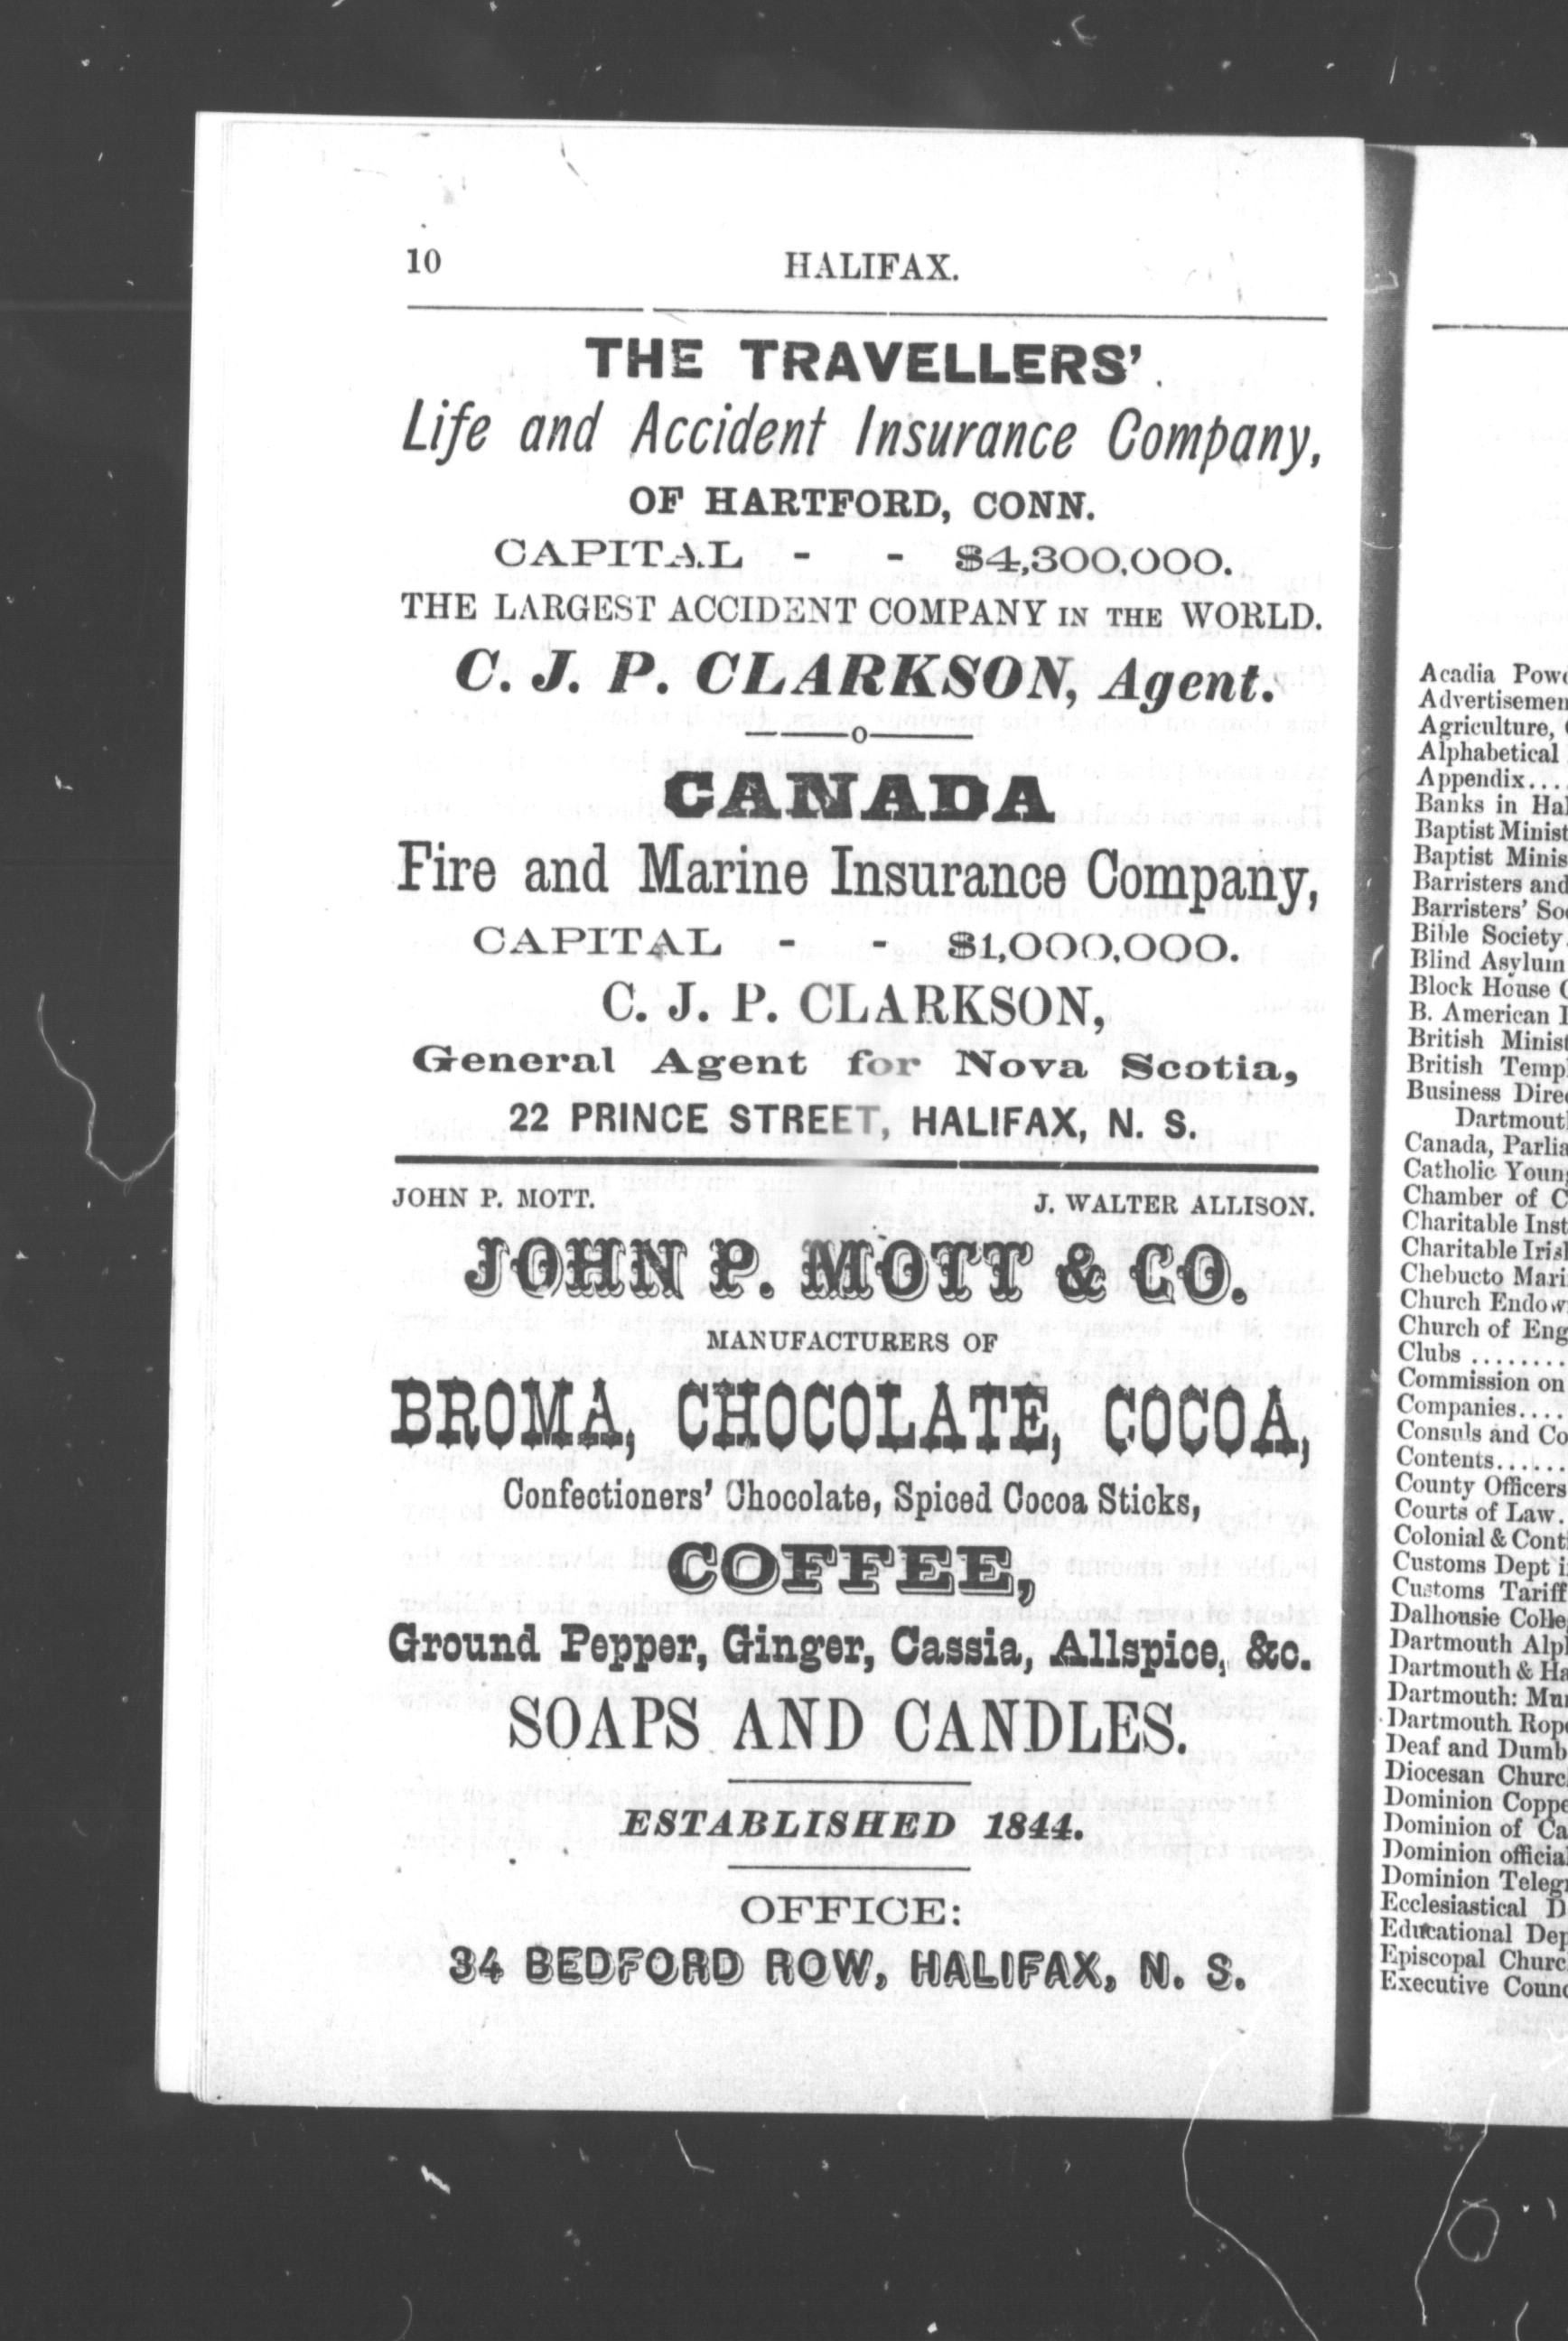 10
HALIFAX.
THE TRAVELLERS'
Life and Accident Insurance Company,
OF HARTFORD, CONN.
CAPITAL - - $4,300,000.
THE LARGEST ACCIDENT COMPANY IN THE WORLD.
C. J. P. CLARKSON, Agent.
o
CANADA
Fire and Marine Insurance Company,
CAPITAL - - $1,000,000.
C. J. P. CLARKSON,
General Agent for Nova Scotia,
22 PRINCE STREET, HALIFAX, N. S.
JOHN P. MOTT. J. WALTER ALLISON.
JOHN P. MOTT & CO.
MANUFACTURERS OF
BROMA, CHOCOLATE, COCOA,
Confectioners' Chocolate, Spiced Cocoa Sticks,
COFFEE,
Ground Pepper, Ginger, Cassia, Allspice, &c.
SOAPS AND CANDLES.
ESTABLISHED 1844.
OFFICE:
34 BEDFORD ROW, HALIFAX, N. S.
Acadia
Agriculture,
Alphabetical
Appendix...
Banks in
Baptist
Baptist
Barristers and
Barristers'
Bible Society
Blind Asylum
Block House
B. American
British
British
Business
Canada,
Catholic
Chamber of
Charitable
Charitable
Chebucto
Church
Church of
Clubs ........
Commission on
Companies....
Consuls and
Contents......
County Officers
Courts of Law.
Colonial &
Customs Dept
Customs Tariff
Dalhousie
Dartmouth
Dartmouth &
Dartmouth:
Dartmouth
Deaf and Dumb
Diocesan
Dominion
Dominion of
Dominion
Dominion
Ecclesiastical
Educational
Episcopal
Executive